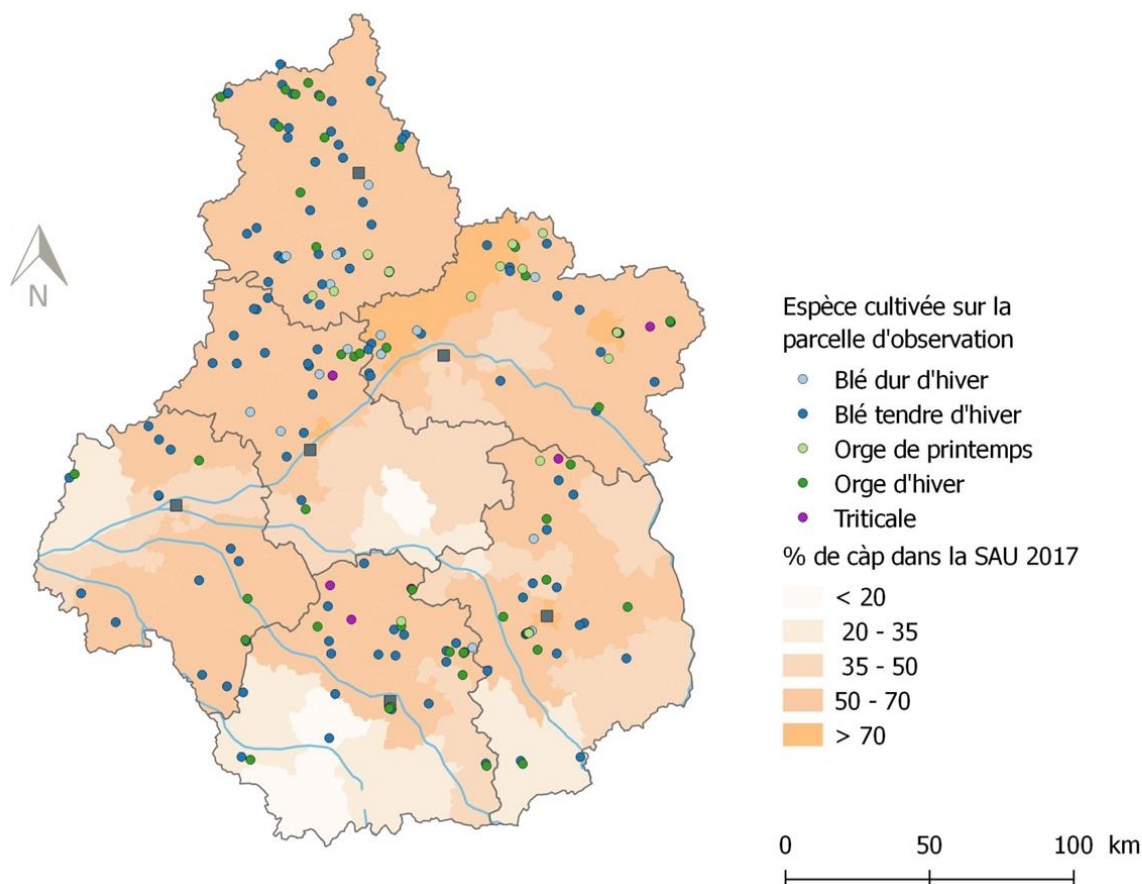 N
Espèce cultivée sur la
parcelle d'observation
Blé dur d'hiver
Blé tendre d'hiver
Orge de printemps
Orge d'hiver
Triticale
% de càp dans la SAU 2017
< 20
20 - 35
35 - 50
50 - 70
> 70
0 50 100 km